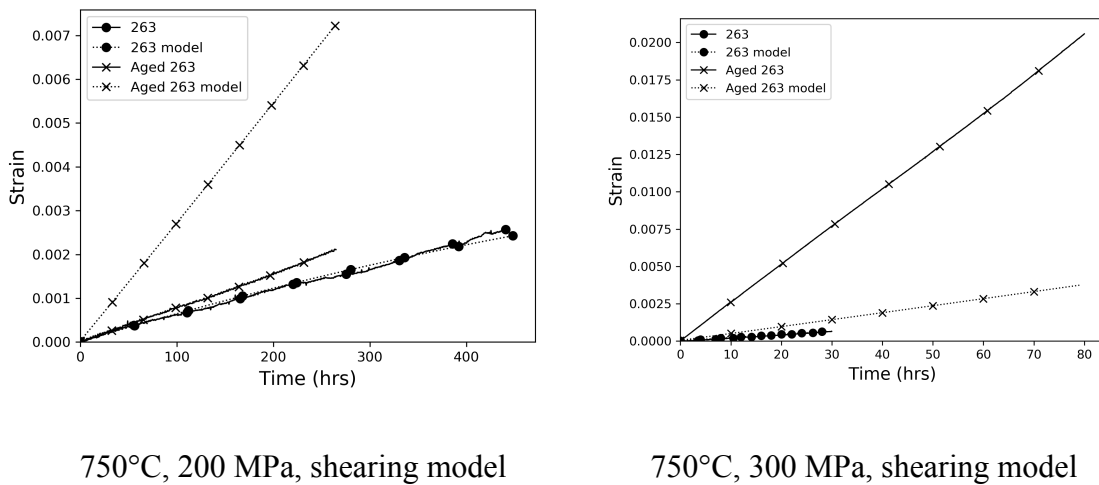 263
263 model
Aged 263
Aged 263 model
0.007
0.006
0.005
0.004
0.003
0.002
0.001
0.000
Strain
0
100
200
300
400
Time (hrs)
750°C, 200 MPa, shearing model
263
263 model
Aged 263
Aged 263 model
0.0200
0.0175
0.0150
0.0125
0.0100
0.0075
0.0050
0.0025
0.0000
Strain
0
10
20
30
40
50
60
70
80
Time (hrs)
750°C, 300 MPa, shearing model